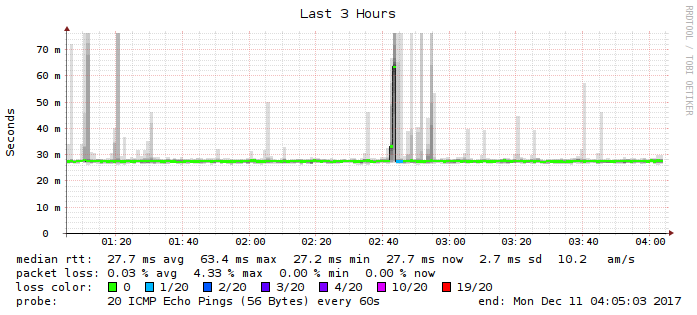 Last 3 Hours
RRDTOOL / TOBI OETIKER
Seconds
70 m
60 m
50 m
40 m
30 m
20 m
10 m
0
01:20 01:40 02:00 02:20 02:40 03:00 03:20 03:40 04:00
median rtt: 27.7 ms avg 63.4 ms max 27.2 ms min 27.7 ms now 2.7 ms sd 10.2 am/s
packet loss: 0.03 % avg 4.33 % max 0.00 % min 0.00 % now
loss color: 0 1/20 2/20 3/20 4/20 10/20 19/20
probe: 20 ICMP Echo Pings (56 Bytes) every 60s end: Mon Dec 11 04:05:03 2017